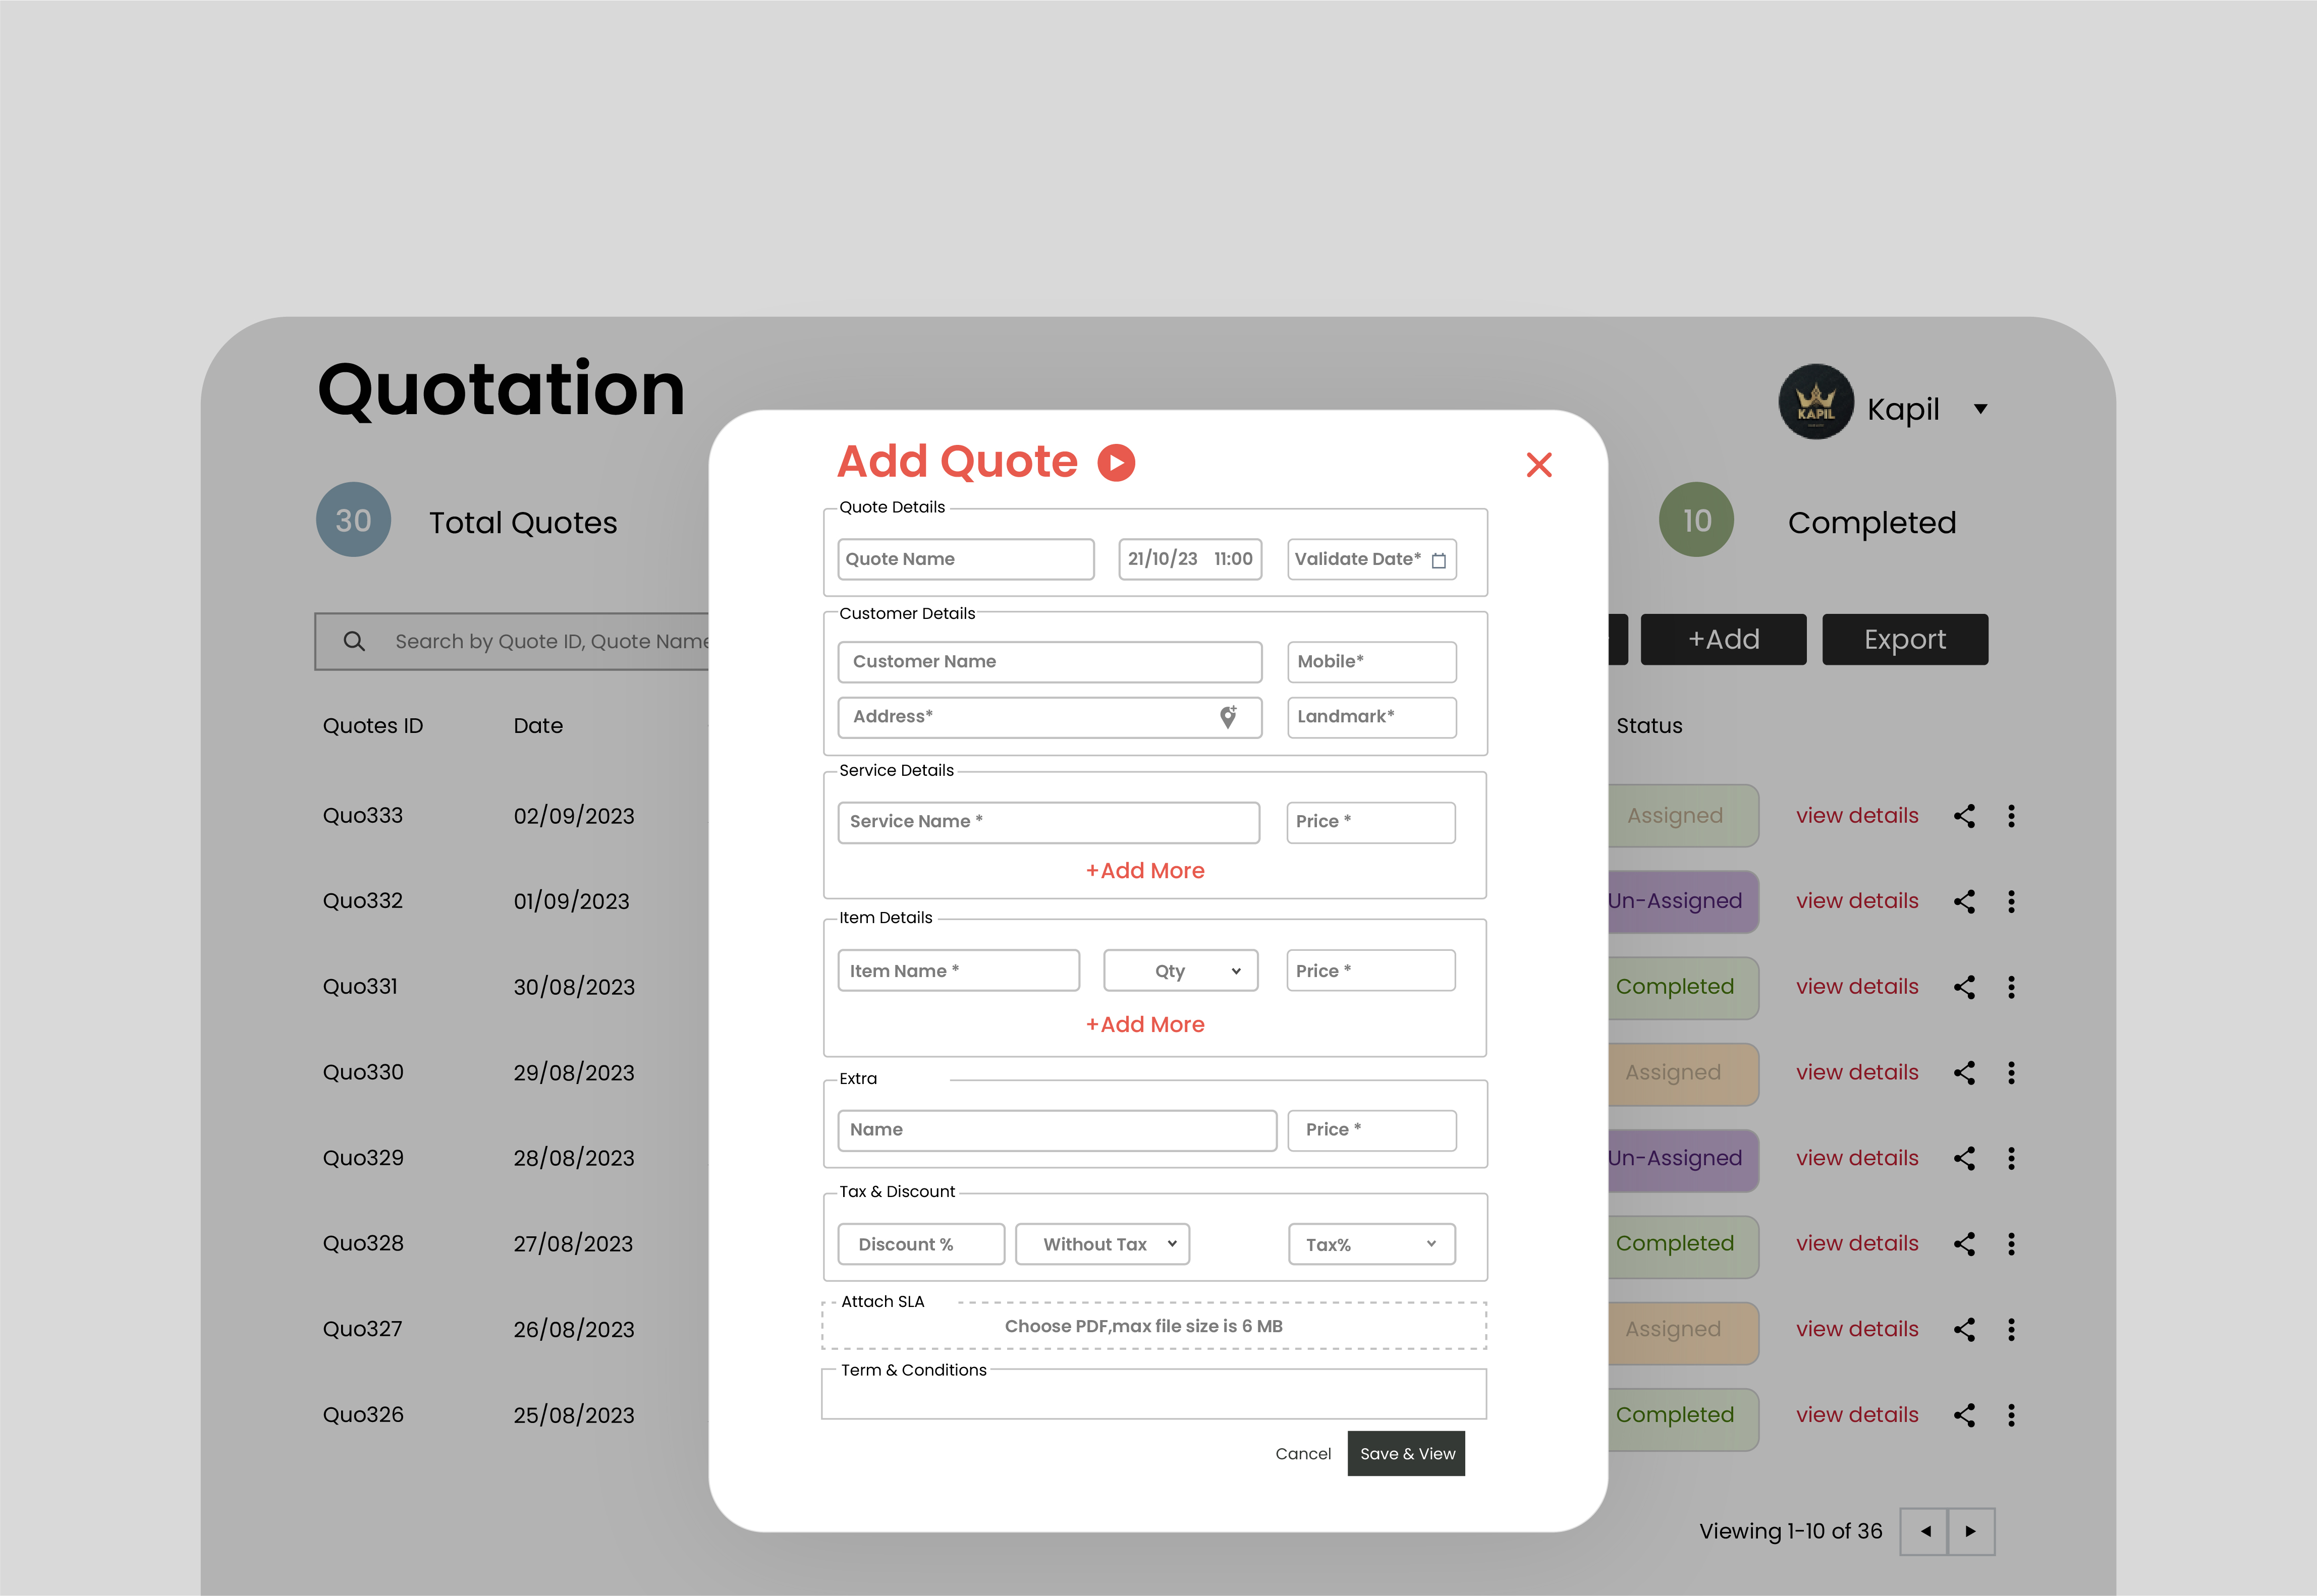 Quotation
KAPIL
Kapil
Add Quote
30
Total Quotes
10
Completed
Quote Details
Quote Name
21/10/23 11:00
Validate Date*
Search by Quote ID, Quote Name
+Add
Export
Customer Details
Customer Name
Mobile*
Address*
Landmark*
Quotes ID
Date
Status
Service Details
Service Name *
Price *
+Add More
Item Details
Item Name *
Qty
Price *
+Add More
Extra
Name
Price *
Tax & Discount
Discount %
Without Tax
Tax%
Attach SLA
Choose PDF,max file size is 6 MB
Term & Conditions
Cancel
Save & View
Quo333 02/09/2023 Assigned view details
Quo332 01/09/2023 Un-Assigned view details
Quo331 30/08/2023 Completed view details
Quo330 29/08/2023 Assigned view details
Quo329 28/08/2023 Un-Assigned view details
Quo328 27/08/2023 Completed view details
Quo327 26/08/2023 Assigned view details
Quo326 25/08/2023 Completed view details
Viewing 1-10 of 36